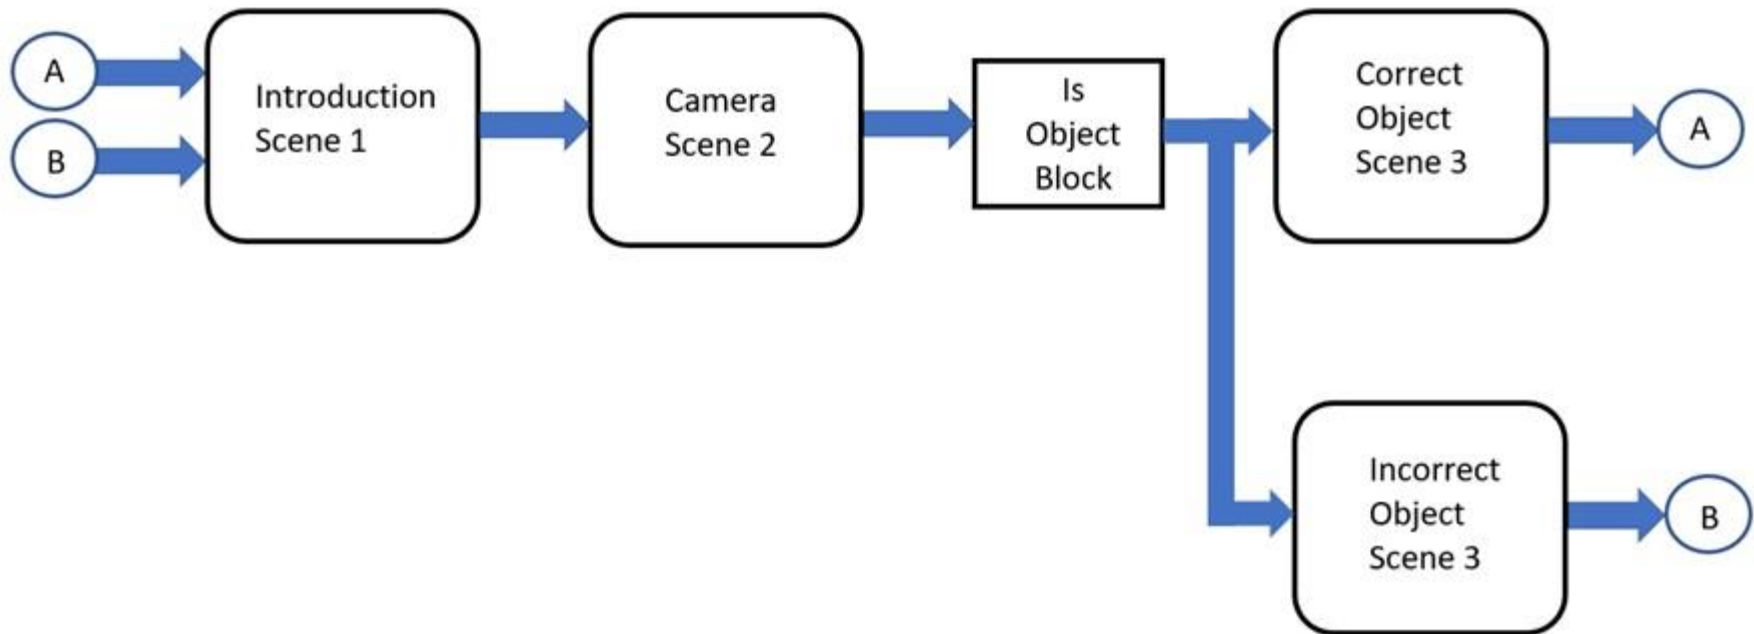 A
B
Introduction
Scene 1
Camera
Scene 2
Is
Object
Block
Correct
Object
Scene 3
A
Incorrect
Object
Scene 3
B